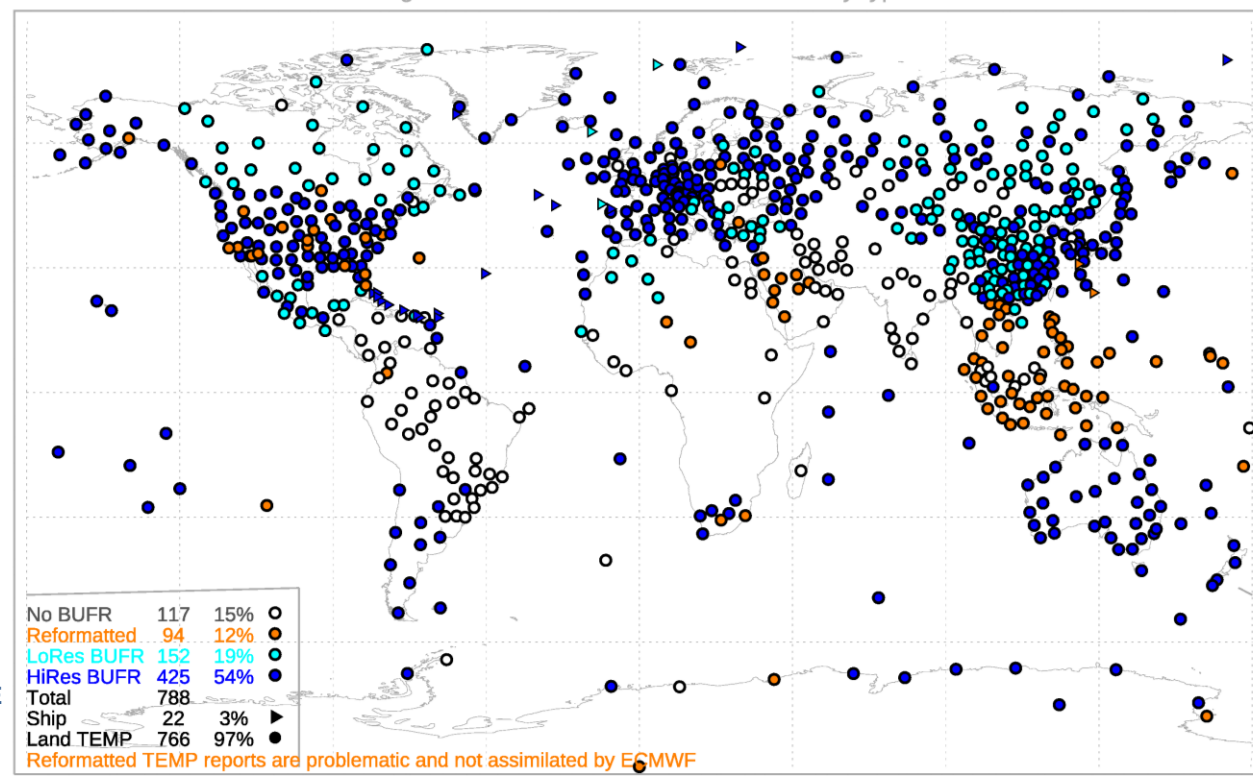 No BUFR 117 15%
Reformatted 94 12%
LoRes BUFR 152 19%
HiRes BUFR 425 54%
Total 788
Ship 22 3%
Land TEMP 766 97%
Reformatted TEMP reports are problematic and not assimilated by ECMWF